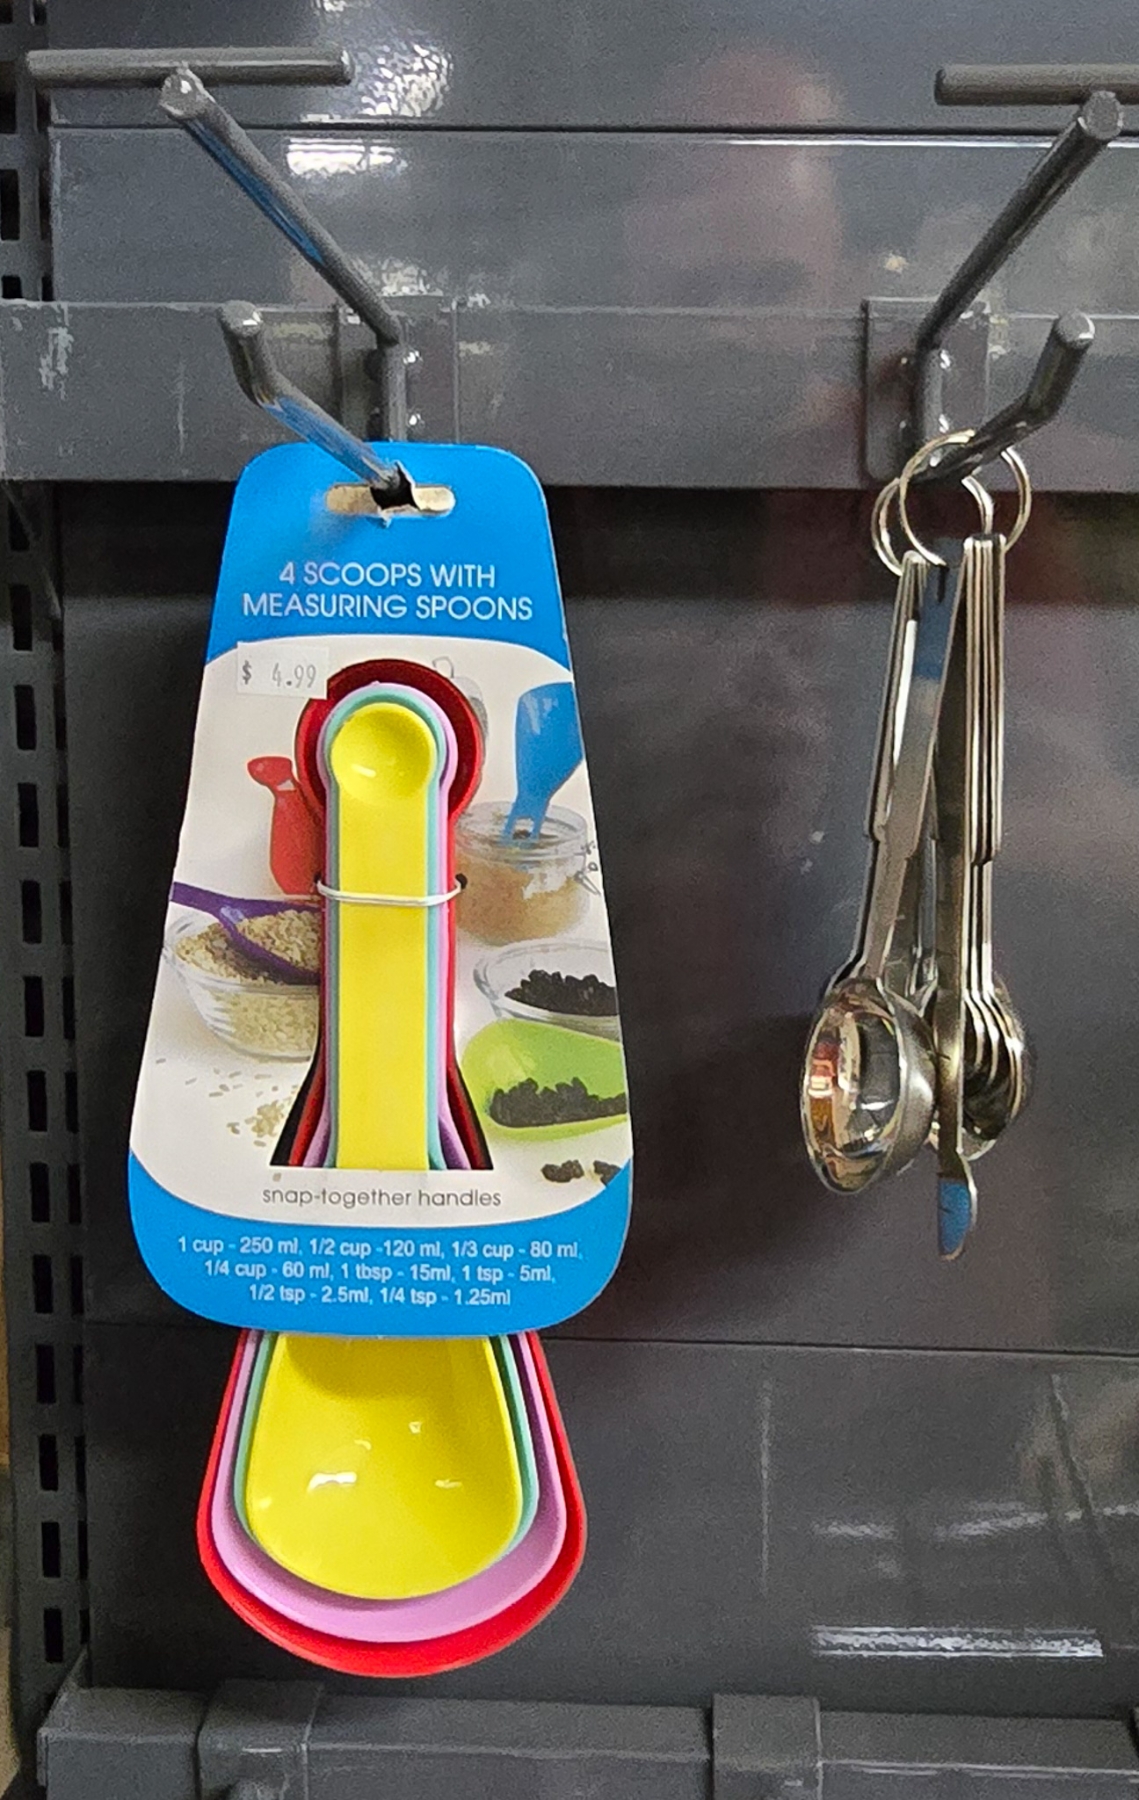 4 SCOOPS WITH
MEASURING SPOONS
$ 4.99
snap-together handles
1 cup - 250 ml, 1/2 cup -120 ml, 1/3 cup - 80 ml,
1/4 cup - 60 ml, 1 tbsp - 15ml, 1 tsp - 5ml,
1/2 tsp - 2.5ml, 1/4 tsp - 1.25ml